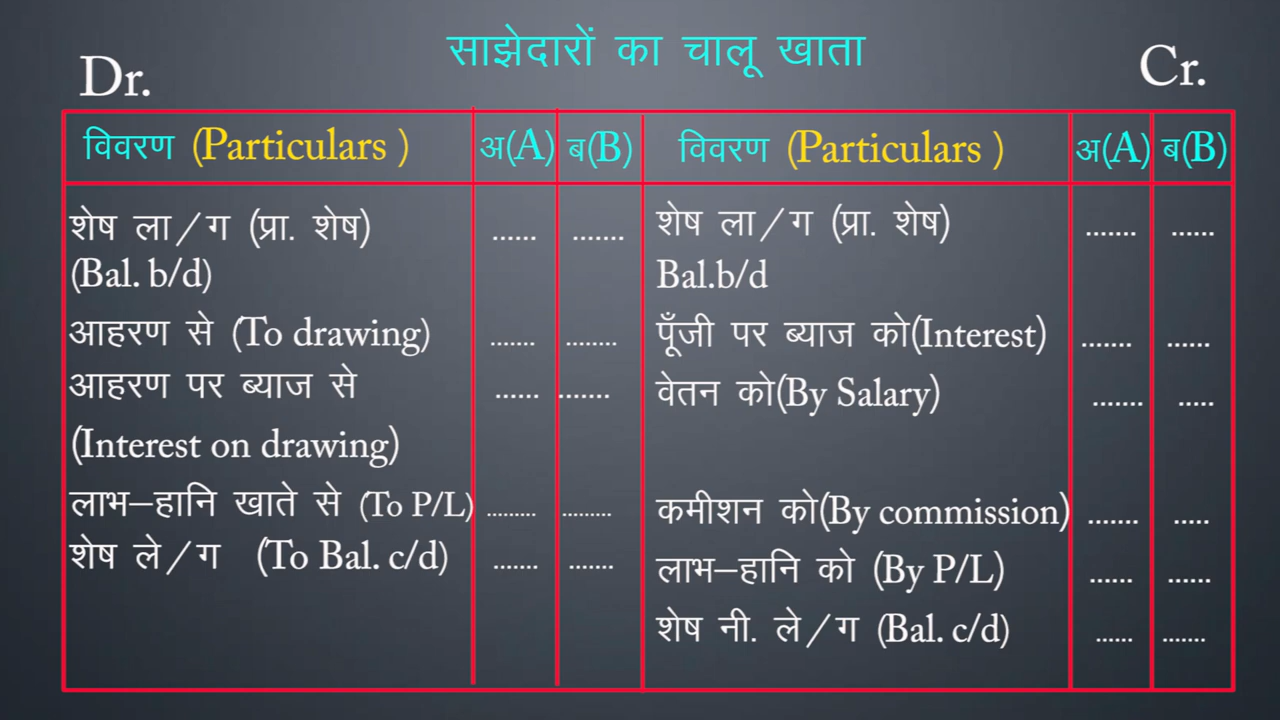 साझेदारों का चालू खाता
Dr.
Cr.
विवरण (Particulars ) अ(A) ब(B) विवरण (Particulars ) अ(A) ब(B)
शेष ला/ग (प्रा. शेष) ...... ....... शेष ला/ग (प्रा. शेष) ....... ......
(Bal. b/d) Bal.b/d
आहरण से (To drawing) ....... ........ पूँजी पर ब्याज को(Interest) ....... ......
आहरण पर ब्याज से ...... ....... वेतन को(By Salary) ....... .....
(Interest on drawing)
लाभ–हानि खाते से (To P/L) ......... ......... कमीशन को(By commission) ....... .....
शेष ले/ग (To Bal. c/d) ....... ....... लाभ–हानि को (By P/L) ...... ......
शेष नी. ले/ग (Bal. c/d) ...... .......